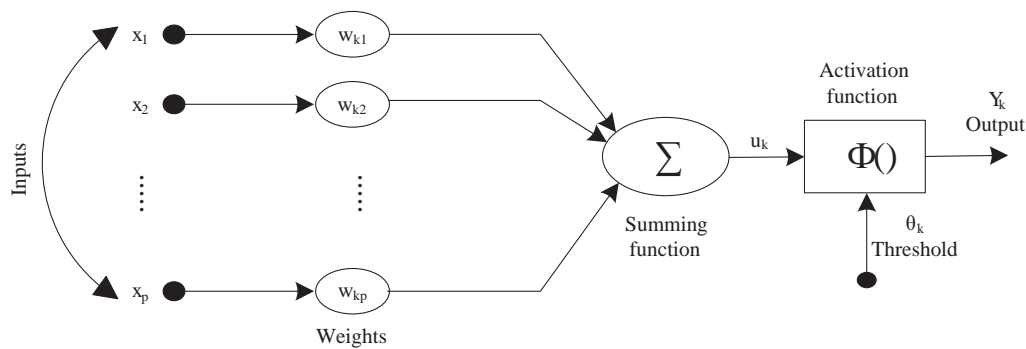 x1 wk1
x2 wk2
Inputs
..... .....
xp wkp
Weights
Σ
Summing
function
uk
Activation
function
Φ()
θk
Threshold
Yk
Output